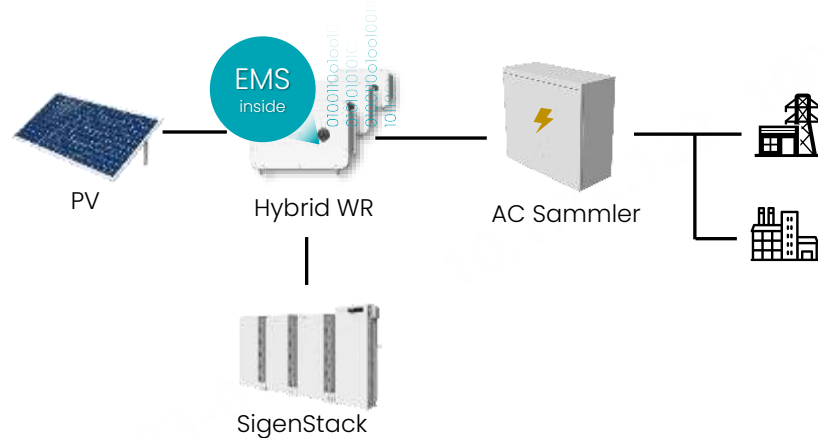 EMS
inside
PV
Hybrid WR
AC Sammler
SigenStack